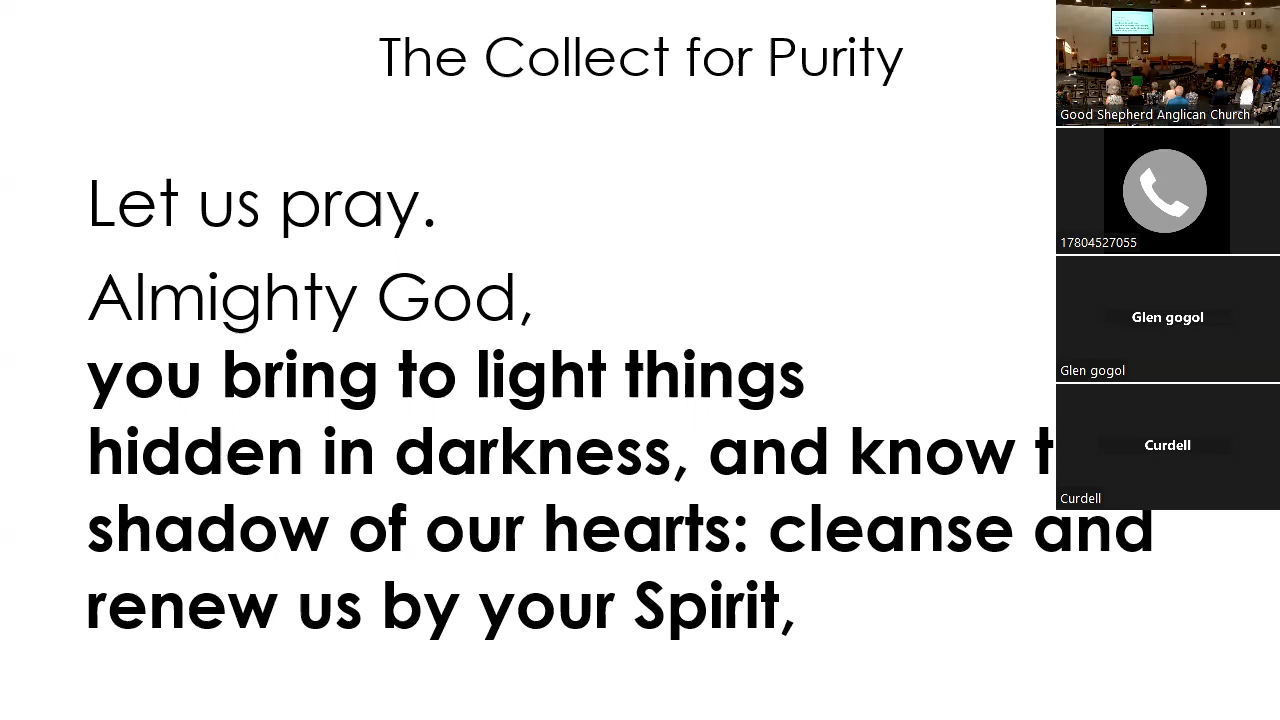 The Collect for Purity
Let us pray.
Almighty God,
you bring to light things
hidden in darkness, and know
shadow of our hearts: cleanse and
renew us by your Spirit,
Good Shepherd Anglican Church
17804527055
Glen gogol
Glen gogol
Curdell
Curdell